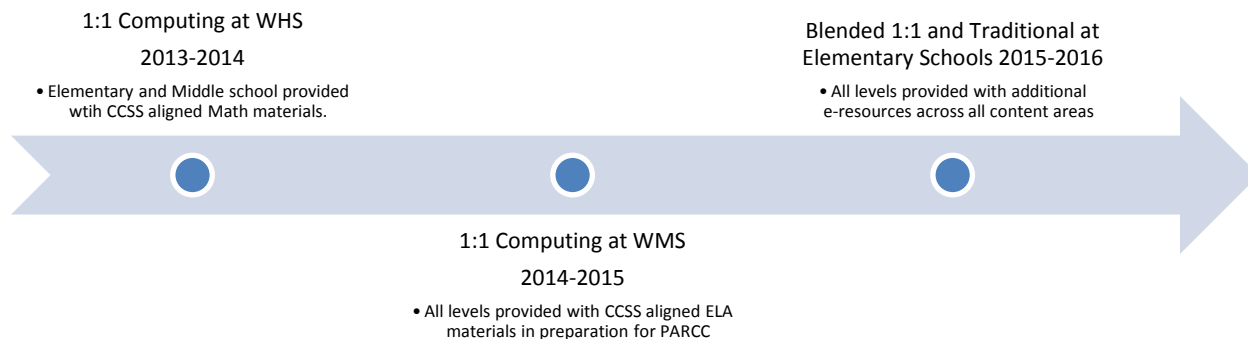 1:1 Computing at WHS
2013-2014
• Elementary and Middle school provided
wtih CCSS aligned Math materials.
1:1 Computing at WMS
2014-2015
• All levels provided with CCSS aligned ELA
materials in preparation for PARCC
Blended 1:1 and Traditional at
Elementary Schools 2015-2016
• All levels provided with additional
e-resources across all content areas